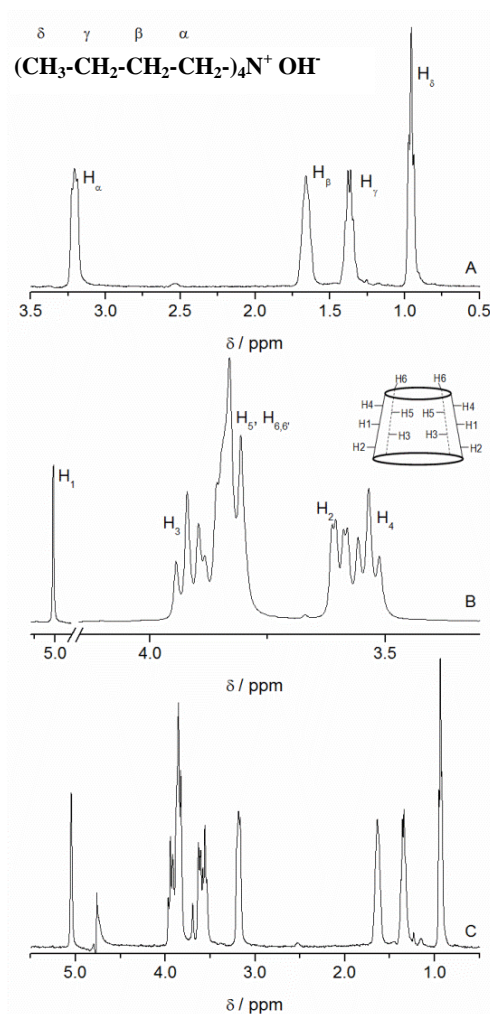 δ γ β α
(CH₃-CH₂-CH₂-CH₂-)₄N⁺ OH⁻
Hα
Hβ
Hγ
Hδ
A
3.5 3.0 2.5 2.0 1.5 1.0 0.5
δ / ppm
H₁
H₃
H₅, H₆,₆'
H₂
H₄
H6 H6
H4 H5 H5 H4
H1 H1
H3 H3
H2 H2
B
5.0 4.0 3.5
δ / ppm
C
5.0 4.0 3.0 2.0 1.0
δ / ppm